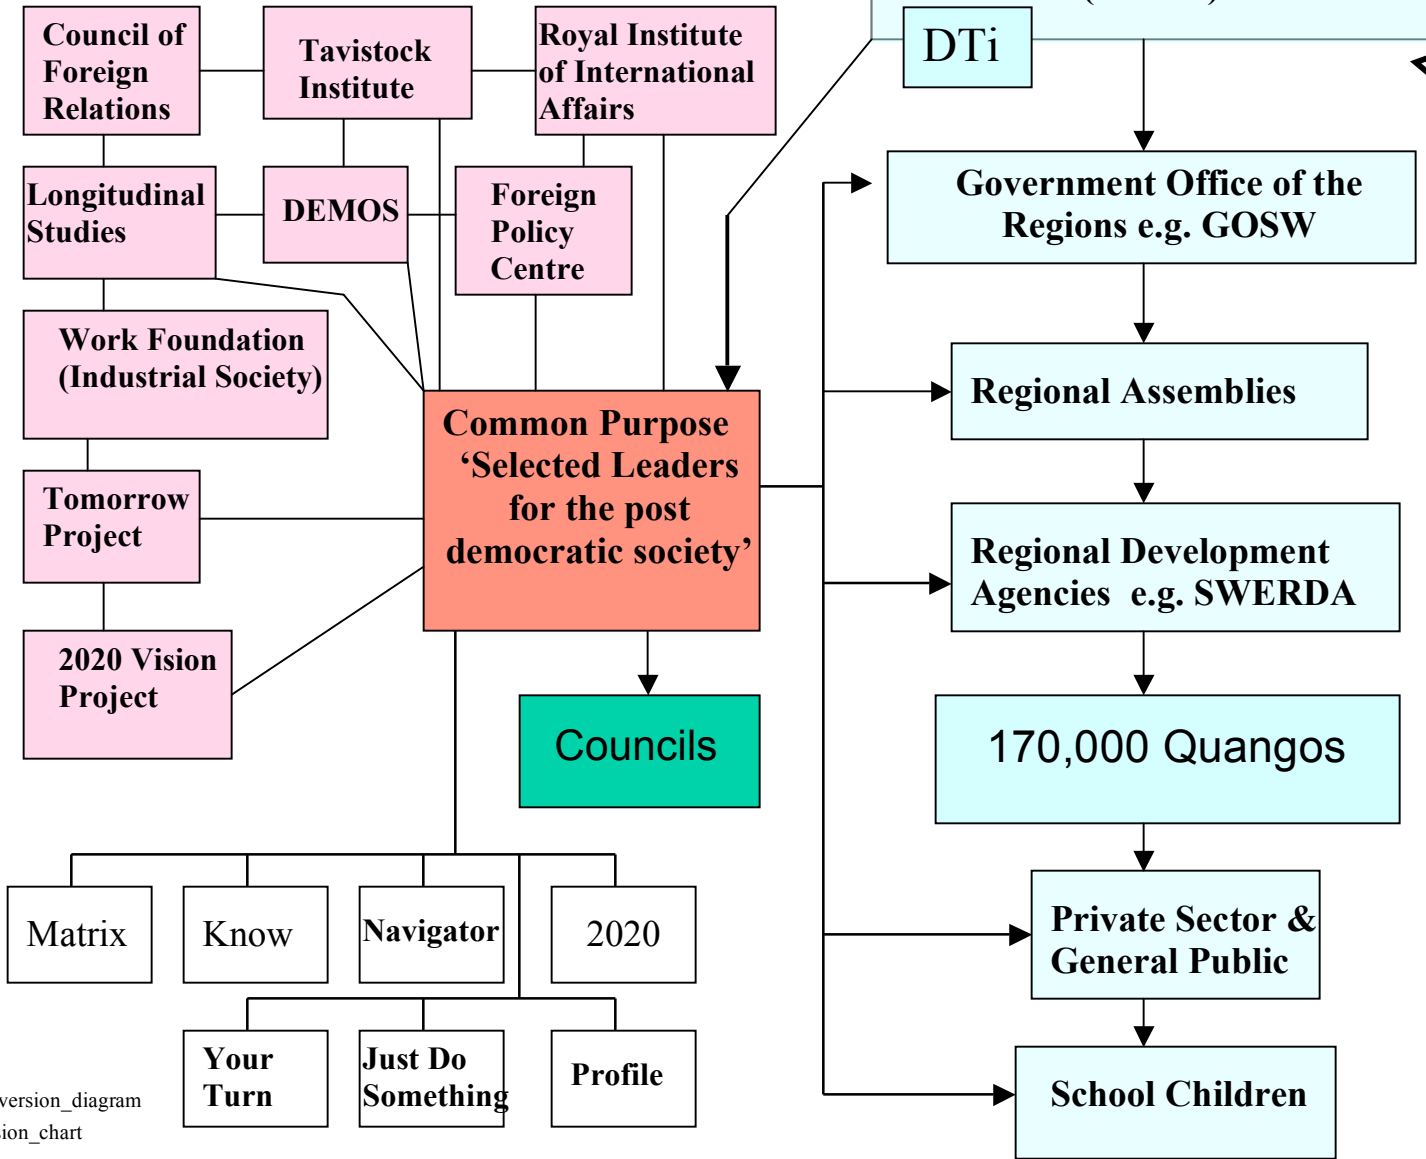 Council of
Foreign
Relations
Tavistock
Institute
Royal Institute
of International
Affairs
DTi
Longitudinal
Studies
DEMOS
Foreign
Policy
Centre
Government Office of the
Regions e.g. GOSW
Work Foundation
(Industrial Society)
Regional Assemblies
Common Purpose
‘Selected Leaders
for the post
democratic society’
Tomorrow
Project
Regional Development
Agencies e.g. SWERDA
2020 Vision
Project
Councils
170,000 Quangos
Matrix
Know
Navigator
2020
Private Sector &
General Public
Your
Turn
Just Do
Something
Profile
School Children
version_diagram
sion_chart